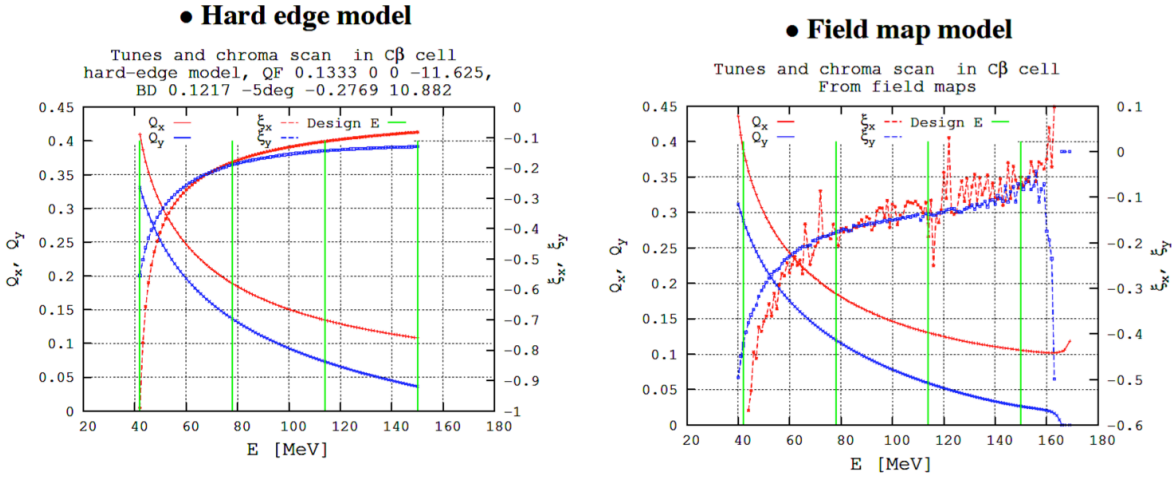 • Hard edge model
Tunes and chroma scan in Cβ cell
hard-edge model, QF 0.1333 0 0 -11.625,
BD 0.1217 -5deg -0.2769 10.882
Qx
Qy
ξx
ξy
Design E
0.45
0.4
0.35
0.3
0.25
0.2
0.15
0.1
0.05
0
0
-0.1
-0.2
-0.3
-0.4
-0.5
-0.6
-0.7
-0.8
-0.9
-1
20 40 60 80 100 120 140 160 180
Qx, Qy
ξx, ξy
E [MeV]
• Field map model
Tunes and chroma scan in Cβ cell
From field maps
Qx
Qy
ξx
ξy
Design E
0.45
0.4
0.35
0.3
0.25
0.2
0.15
0.1
0.05
0
0.1
0
-0.1
-0.2
-0.3
-0.4
-0.5
-0.6
20 40 60 80 100 120 140 160 180
Qx, Qy
ξx, ξy
E [MeV]